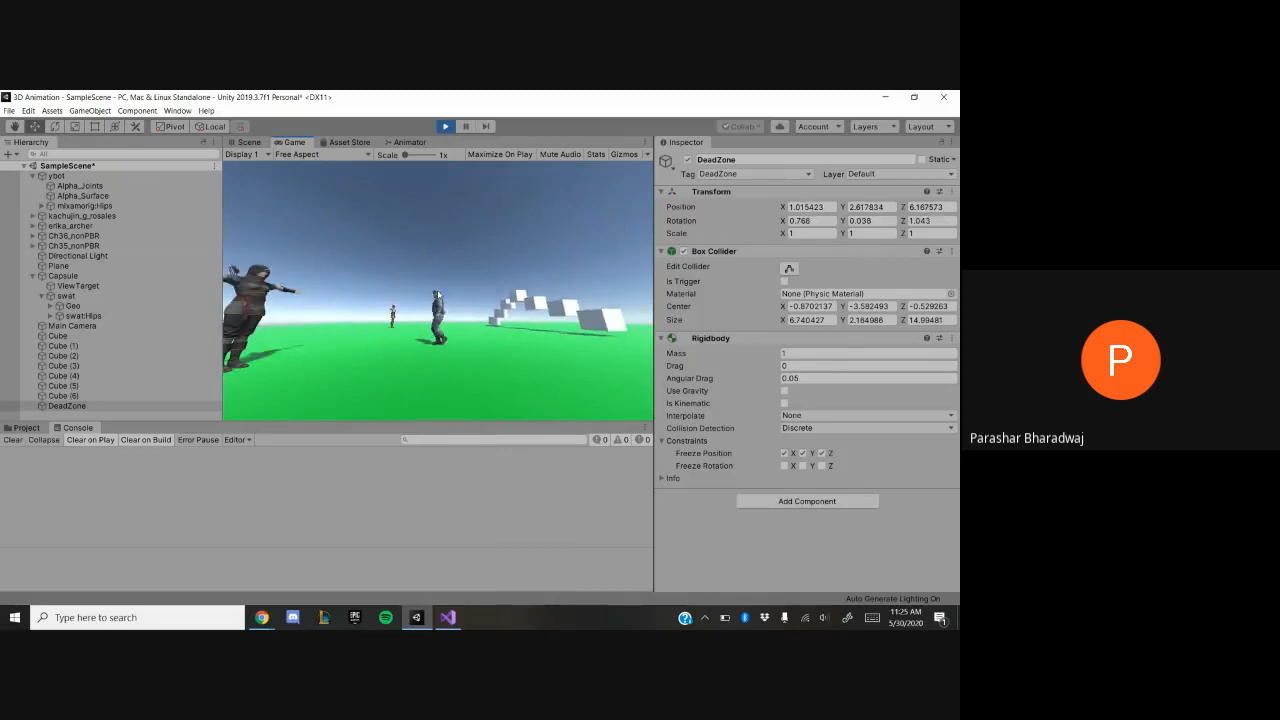 3D Animation - SampleScene - PC, Mac & Linux Standalone - Unity 2019.3.7f1 Personal* <DX11>
File Edit Assets GameObject Component Window Help
Pivot Local Collab Account Layers Layout
Hierarchy
All
SampleScene*
ybot
Alpha_Joints
Alpha_Surface
mixamorig:Hips
kachujin_g_rosales
erika_archer
Ch36_nonPBR
Ch35_nonPBR
Directional Light
Plane
Capsule
ViewTarget
swat
Geo
swat:Hips
Main Camera
Cube
Cube (1)
Cube (2)
Cube (3)
Cube (4)
Cube (5)
Cube (6)
DeadZone
Scene Game Asset Store Animator
Display 1 Free Aspect Scale 1x Maximize On Play Mute Audio Stats Gizmos
Project Console
Clear Collapse Clear on Play Clear on Build Error Pause Editor
0 0 0
Inspector
DeadZone Static
Tag DeadZone Layer Default
Transform
Position X 1.015423 Y 2.617834 Z 6.167573
Rotation X 0.766 Y 0.038 Z 1.043
Scale X 1 Y 1 Z 1
Box Collider
Edit Collider
Is Trigger
Material None (Physic Material)
Center X -0.8702137 Y -3.582493 Z -0.529263
Size X 6.740427 Y 2.164986 Z 14.99481
Rigidbody
Mass 1
Drag 0
Angular Drag 0.05
Use Gravity
Is Kinematic
Interpolate None
Collision Detection Discrete
Constraints
Freeze Position X Y Z
Freeze Rotation X Y Z
Info
Add Component
Auto Generate Lighting On
Type here to search
EPIC
11:25 AM
5/30/2020
1
P
Parashar Bharadwaj